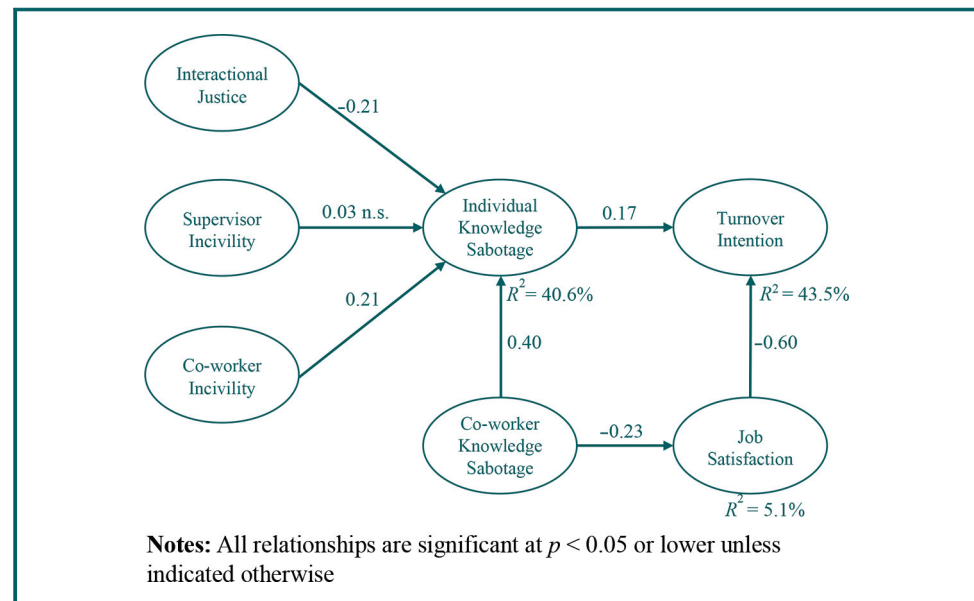 Interactional
Justice
–0.21
Supervisor
Incivility
0.03 n.s.
Individual
Knowledge
Sabotage
0.17
Turnover
Intention
R² = 40.6%
R² = 43.5%
0.21
0.40
–0.60
Co-worker
Incivility
Co-worker
Knowledge
Sabotage
–0.23
Job
Satisfaction
R² = 5.1%
Notes: All relationships are significant at p < 0.05 or lower unless
indicated otherwise